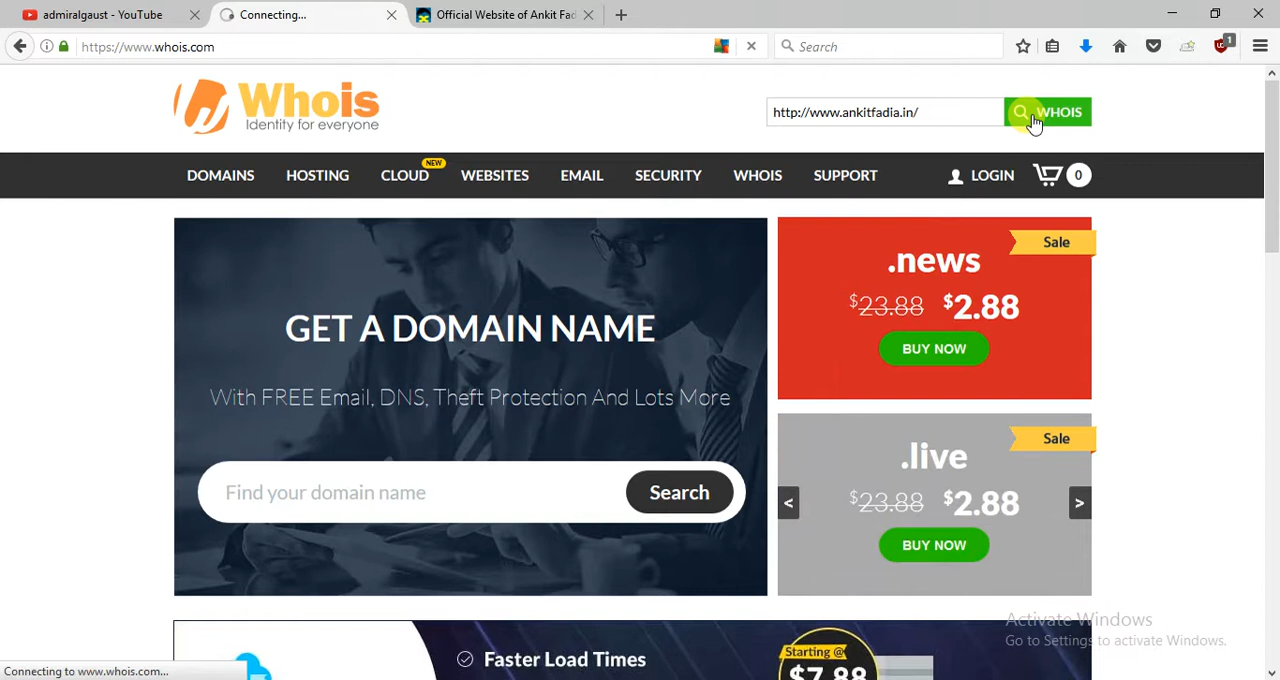 admiralgaust - YouTube
Connecting...
Official Website of Ankit Fad
https://www.whois.com
Search
1
Whois
Identity for everyone
http://www.ankitfadia.in/
WHOIS
DOMAINS
HOSTING
CLOUD
NEW
WEBSITES
EMAIL
SECURITY
WHOIS
SUPPORT
LOGIN
0
GET A DOMAIN NAME
With FREE Email, DNS, Theft Protection And Lots More
Find your domain name
Search
Sale
.news
$23.88 $2.88
BUY NOW
Sale
.live
<
$23.88 $2.88
>
BUY NOW
Activate Windows
Go to Settings to activate Windows.
Faster Load Times
Starting @
$7.88
Connecting to www.whois.com...